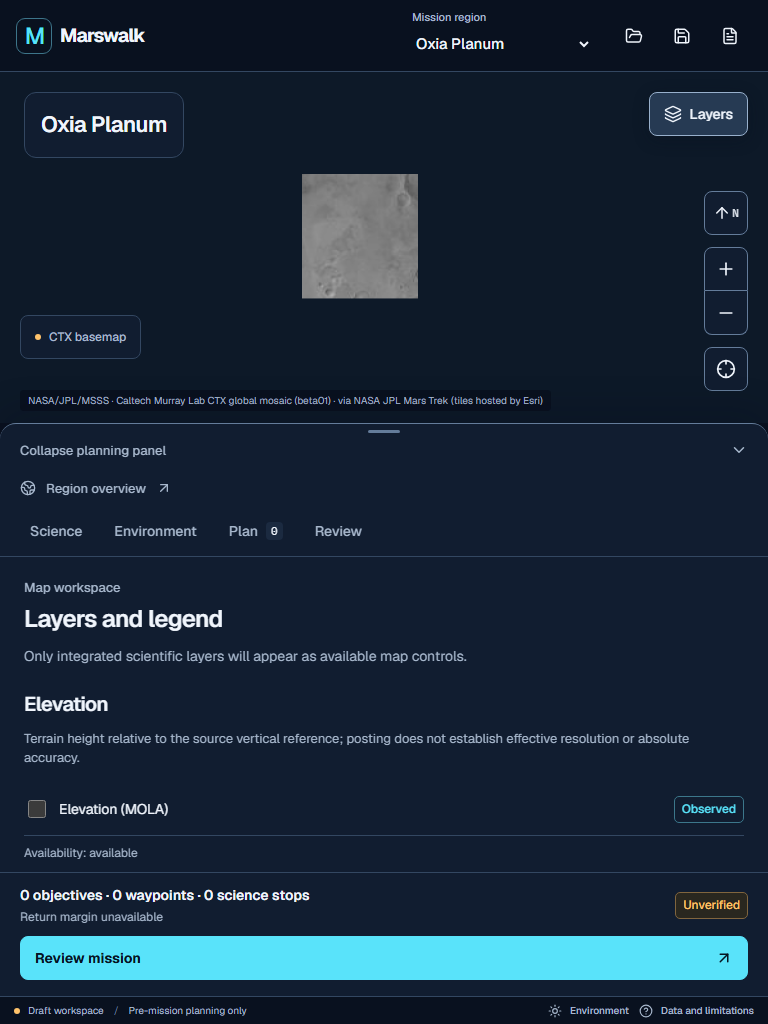 M Marswalk
Mission region
Oxia Planum
Oxia Planum
Layers
N
CTX basemap
NASA/JPL/MSSS · Caltech Murray Lab CTX global mosaic (beta01) · via NASA JPL Mars Trek (tiles hosted by Esri)
Collapse planning panel
Region overview
Science Environment Plan 0 Review
Map workspace
Layers and legend
Only integrated scientific layers will appear as available map controls.
Elevation
Terrain height relative to the source vertical reference; posting does not establish effective resolution or absolute
accuracy.
Elevation (MOLA) Observed
Availability: available
0 objectives · 0 waypoints · 0 science stops
Return margin unavailable
Unverified
Review mission
Draft workspace / Pre-mission planning only Environment Data and limitations